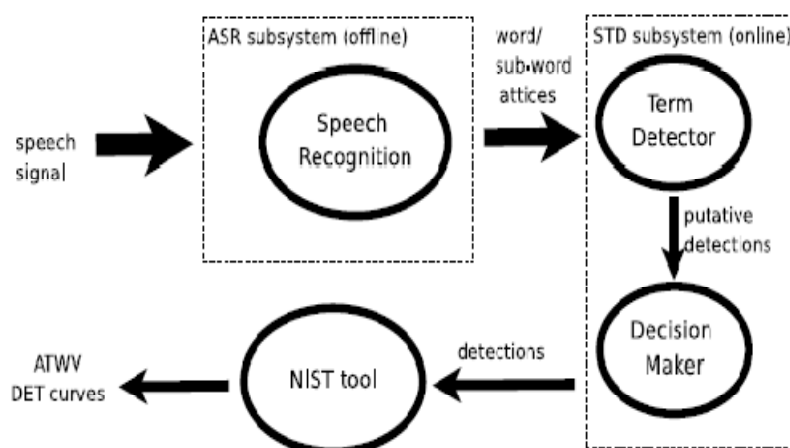 ASR subsystem (offline)
word/
sub-word
attices
STD subsystem (online)
speech
signal
Speech
Recognition
Term
Detector
putative
detections
Decision
Maker
detections
NIST tool
ATWV
DET curves